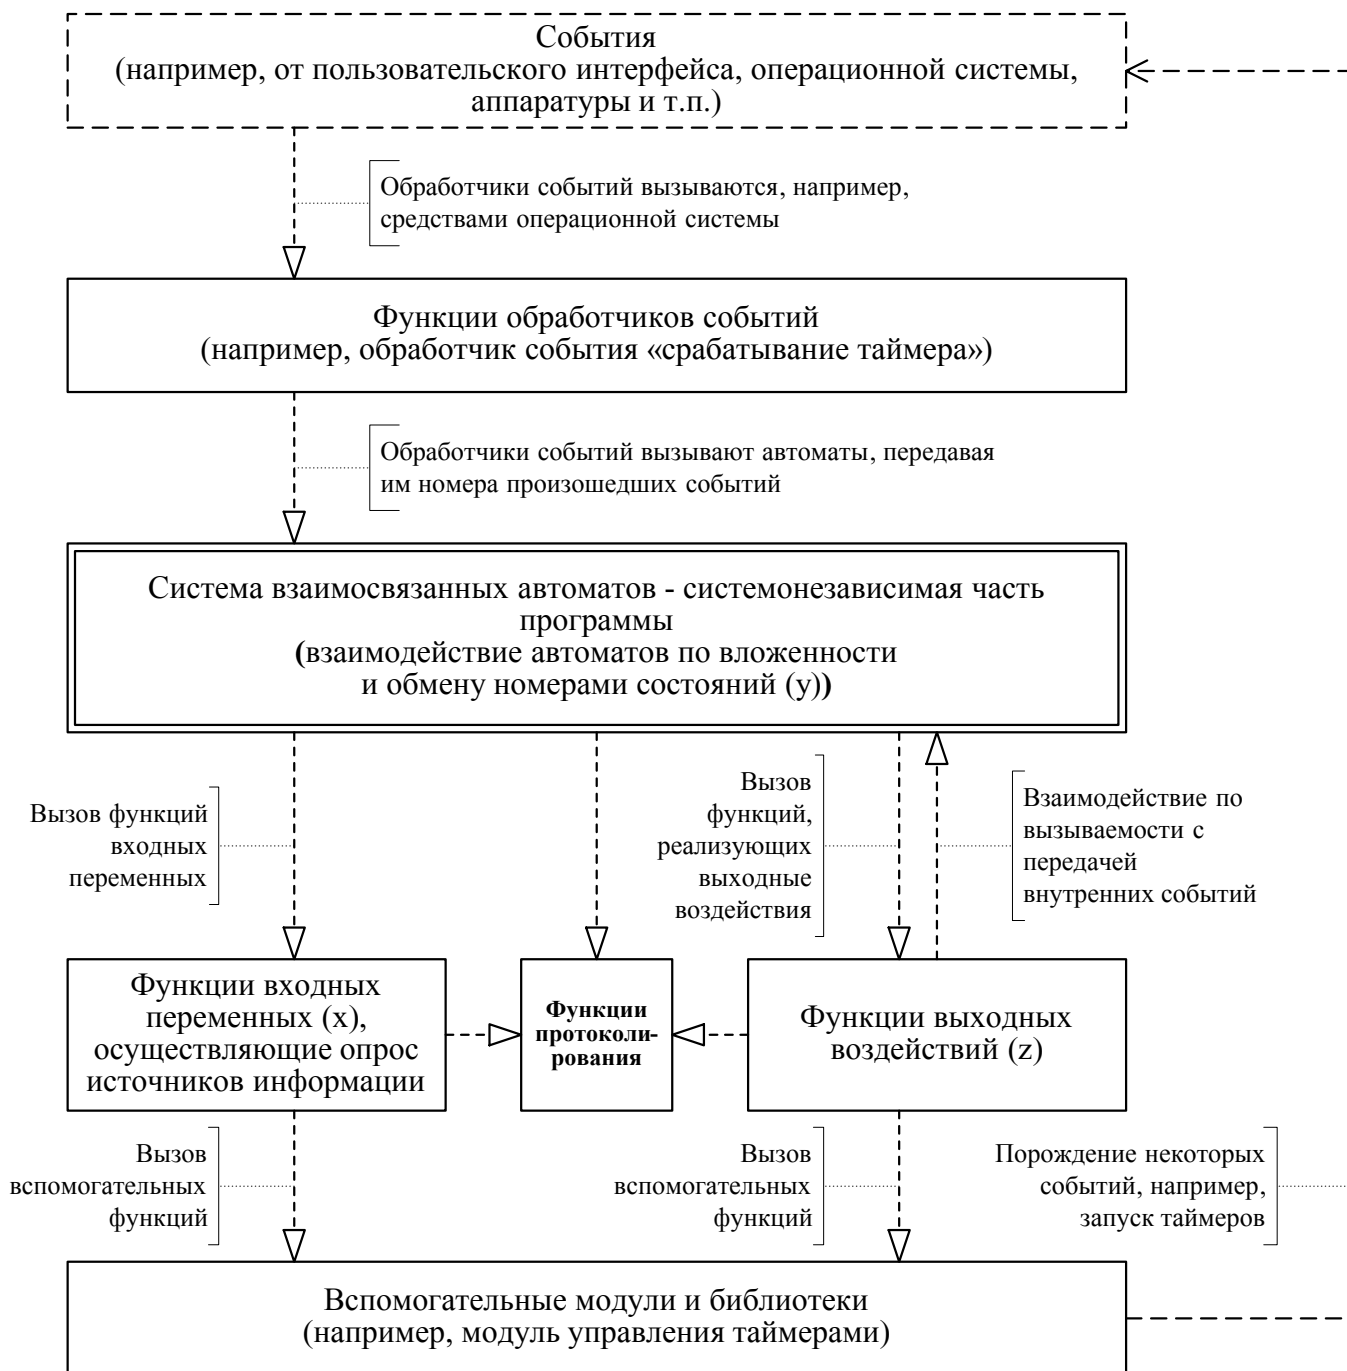 События
(например, от пользовательского интерфейса, операционной системы,
аппаратуры и т.п.)
Обработчики событий вызываются, например,
средствами операционной системы
Функции обработчиков событий
(например, обработчик события «срабатывание таймера»)
Обработчики событий вызывают автоматы, передавая
им номера произошедших событий
Система взаимосвязанных автоматов - системонезависимая часть
программы
(взаимодействие автоматов по вложенности
и обмену номерами состояний (y))
Вызов функций
входных
переменных
Вызов
функций,
реализующих
выходные
воздействия
Взаимодействие по
вызываемости с
передачей
внутренних событий
Функции входных
переменных (x),
осуществляющие опрос
источников информации
Функции
протоколи-
рования
Функции выходных
воздействий (z)
Вызов
вспомогательных
функций
Вызов
вспомогательных
функций
Порождение некоторых
событий, например,
запуск таймеров
Вспомогательные модули и библиотеки
(например, модуль управления таймерами)